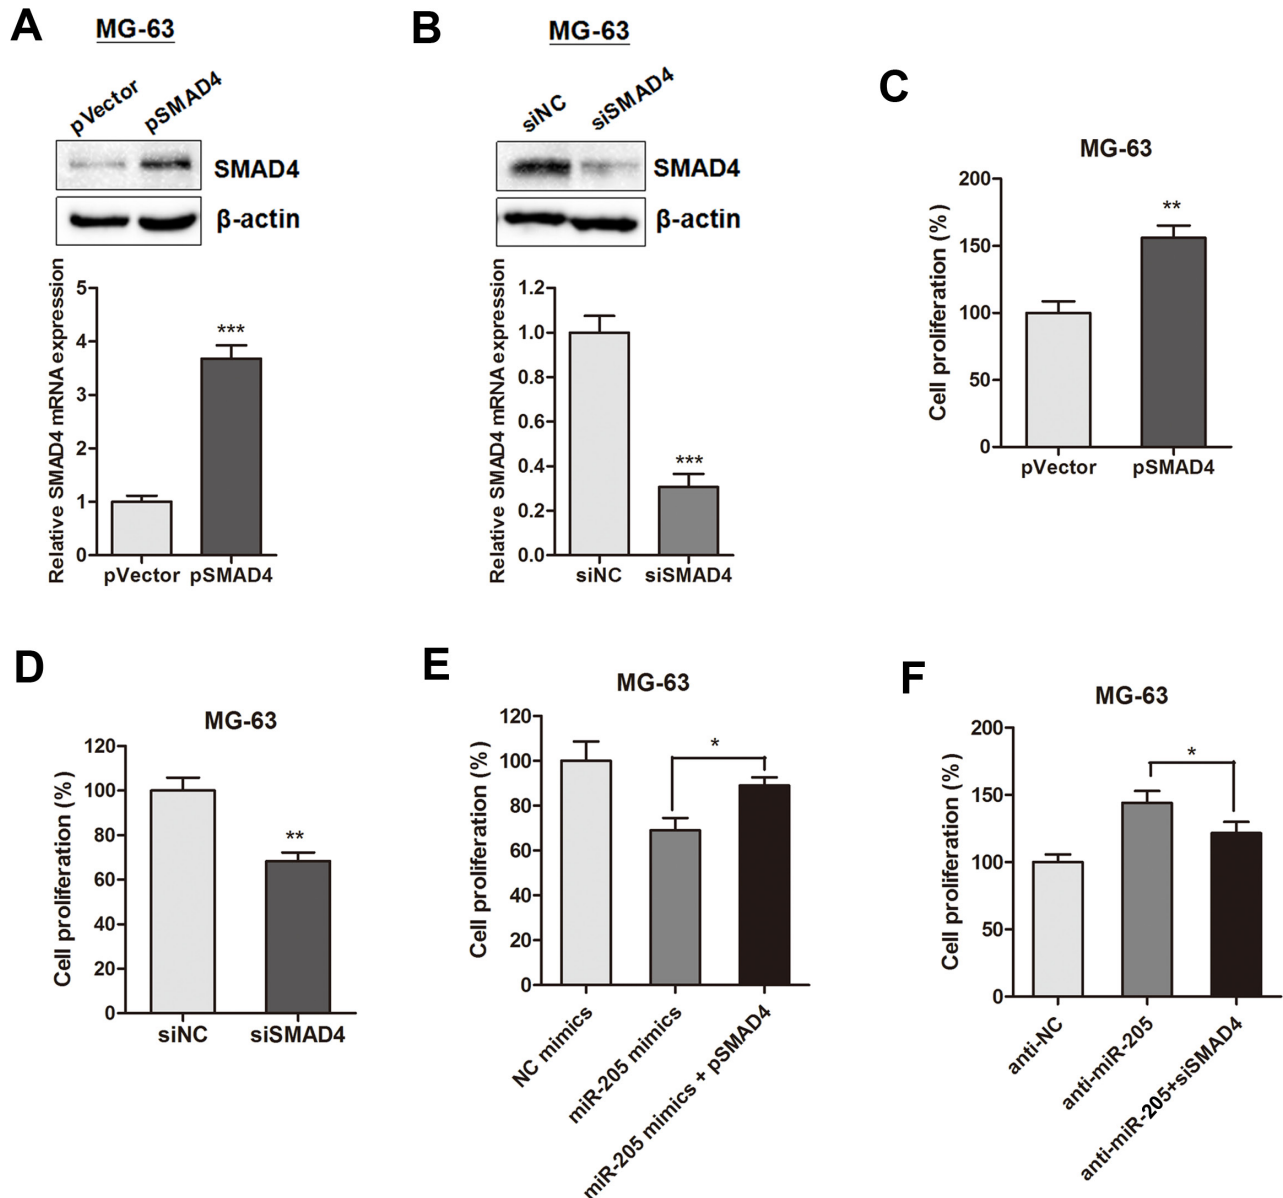 A
MG-63
pVector
pSMAD4
SMAD4
β-actin
Relative SMAD4 mRNA expression
5
4
3
2
1
0
***
pVector
pSMAD4
B
MG-63
siNC
siSMAD4
SMAD4
β-actin
Relative SMAD4 mRNA expression
1.2
1.0
0.8
0.6
0.4
0.2
0.0
***
siNC
siSMAD4
C
MG-63
Cell proliferation (%)
200
150
100
50
0
**
pVector
pSMAD4
D
MG-63
Cell proliferation (%)
120
100
80
60
40
20
0
**
siNC
siSMAD4
E
MG-63
Cell proliferation (%)
120
100
80
60
40
20
0
*
NC mimics
miR-205 mimics
miR-205 mimics + pSMAD4
F
MG-63
Cell proliferation (%)
200
150
100
50
0
*
anti-NC
anti-miR-205
anti-miR-205+siSMAD4